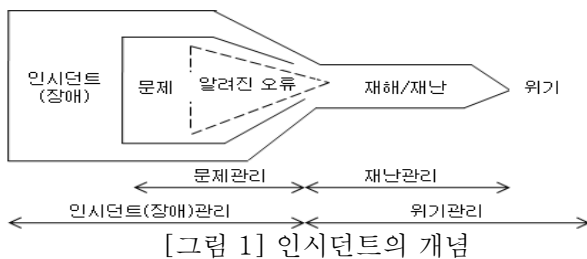 인시던트
(장애)
문제
알려진 오류
재해/재난
위기
문제관리
재난관리
인시던트(장애)관리
위기관리
[그림 1] 인시던트의 개념